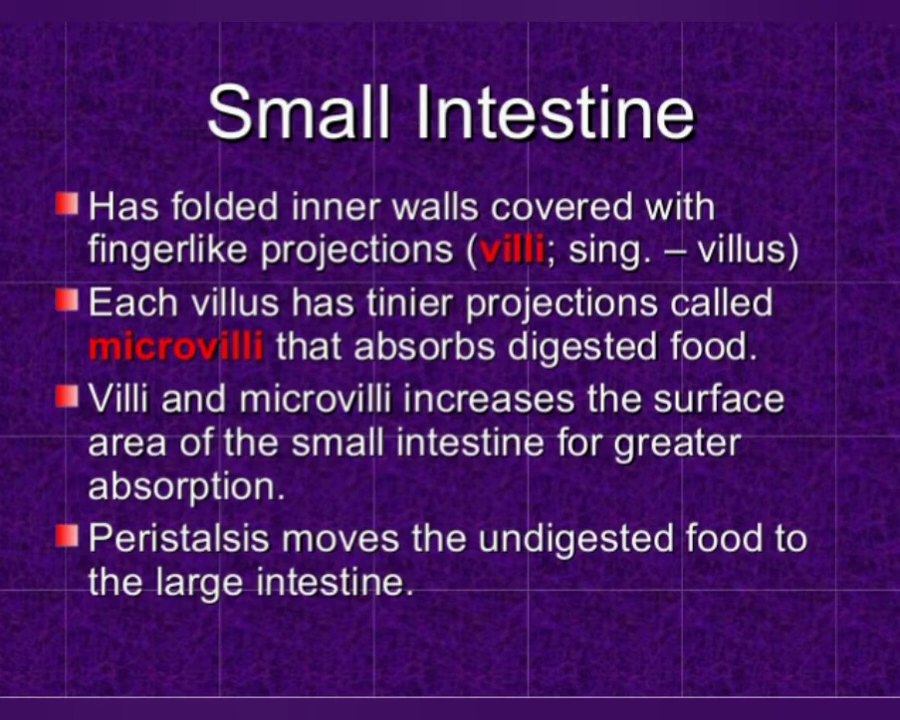 Small Intestine
Has folded inner walls covered with
fingerlike projections (villi; sing. – villus)
Each villus has tinier projections called
microvilli that absorbs digested food.
Villi and microvilli increases the surface
area of the small intestine for greater
absorption.
Peristalsis moves the undigested food to
the large intestine.